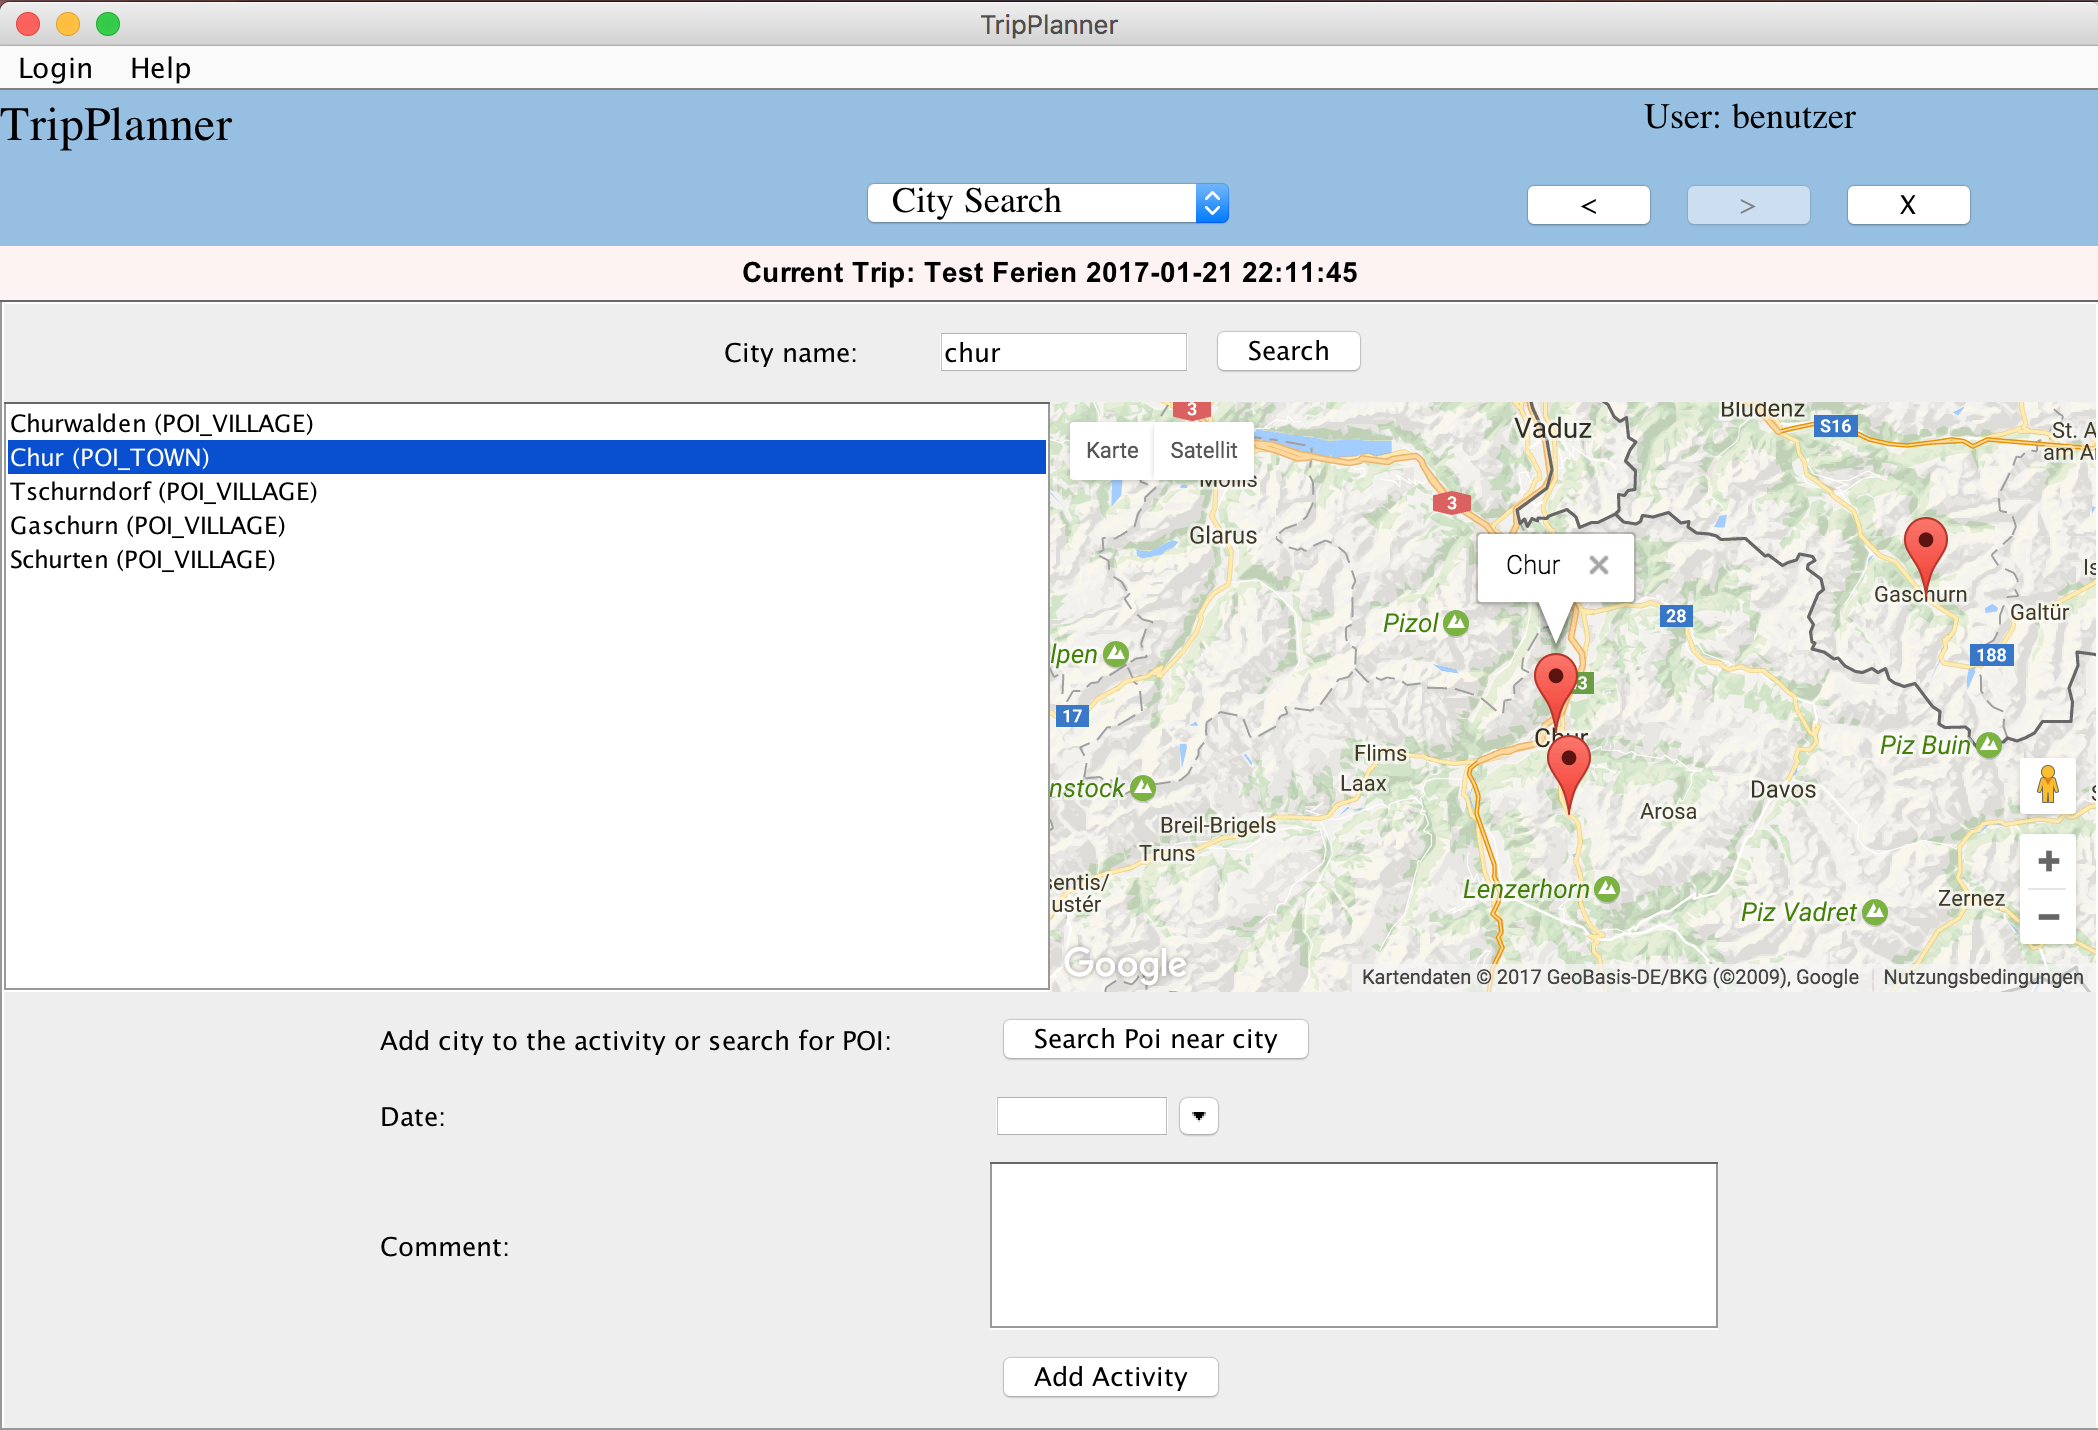 TripPlanner
Login Help
TripPlanner
User: benutzer
City Search
< > X
Current Trip: Test Ferien 2017-01-21 22:11:45
City name: chur Search
Churwalden (POI_VILLAGE)
Chur (POI_TOWN)
Tschurndorf (POI_VILLAGE)
Gaschurn (POI_VILLAGE)
Schurten (POI_VILLAGE)
3
Vaduz
Bludenz
S16
St. A
am A
Karte Satellit
Mollis
3
Glarus
Chur ×
Gaschurn
Galtür
Is
Pizol
28
188
lpen
17
3
Chur
Flims
Piz Buin
Laax
Davos
nstock
Arosa
S
Breil-Brigels
Truns
+
sentis/
ustér
Lenzerhorn
Piz Vadret
Zernez
−
Google
Kartendaten © 2017 GeoBasis-DE/BKG (©2009), Google Nutzungsbedingungen
Add city to the activity or search for POI: Search Poi near city
Date:
Comment:
Add Activity